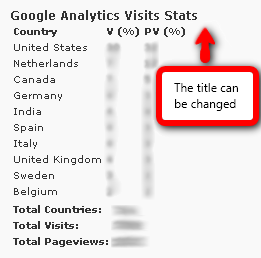 Google Analytics Visits Stats
Country V (%) PV (%)
United States
Netherlands
Canada
Germany
India
Spain
Italy
United Kingdom
Sweden
Belgium
Total Countries:
Total Visits:
Total Pageviews:
The title can
be changed